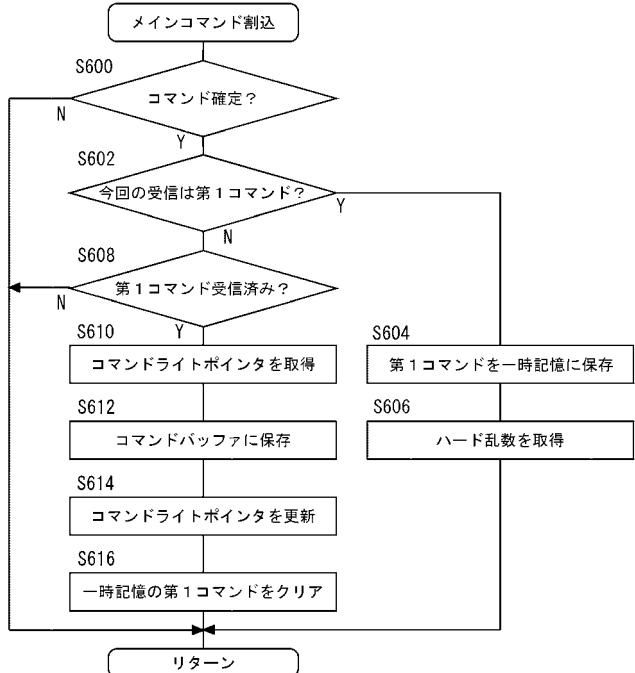 メインコマンド割込
S600
コマンド確定？
N
Y
S602
今回の受信は第１コマンド？
Y
N
S608
第１コマンド受信済み？
N
Y
S610
コマンドライトポインタを取得
S604
第１コマンドを一時記憶に保存
S612
コマンドバッファに保存
S606
ハード乱数を取得
S614
コマンドライトポインタを更新
S616
一時記憶の第１コマンドをクリア
リターン